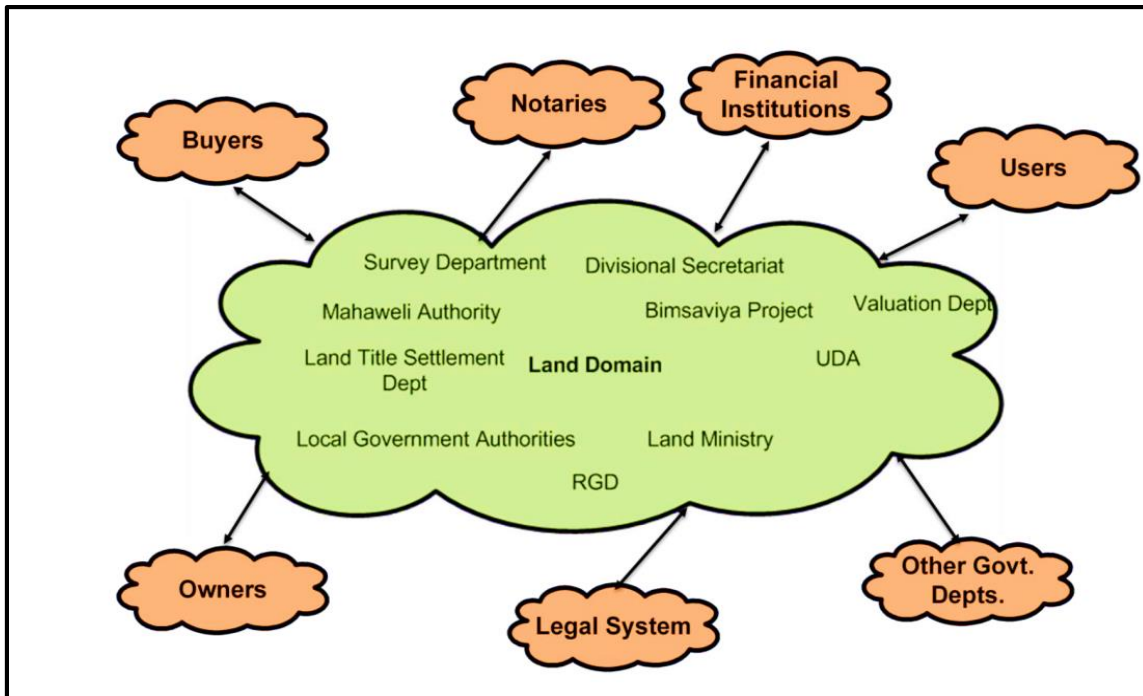 Buyers
Notaries
Financial
Institutions
Users
Survey Department
Divisional Secretariat
Mahaweli Authority
Bimsaviya Project
Valuation Dept
Land Title Settlement
Dept
Land Domain
UDA
Local Government Authorities
Land Ministry
RGD
Owners
Legal System
Other Govt.
Depts.